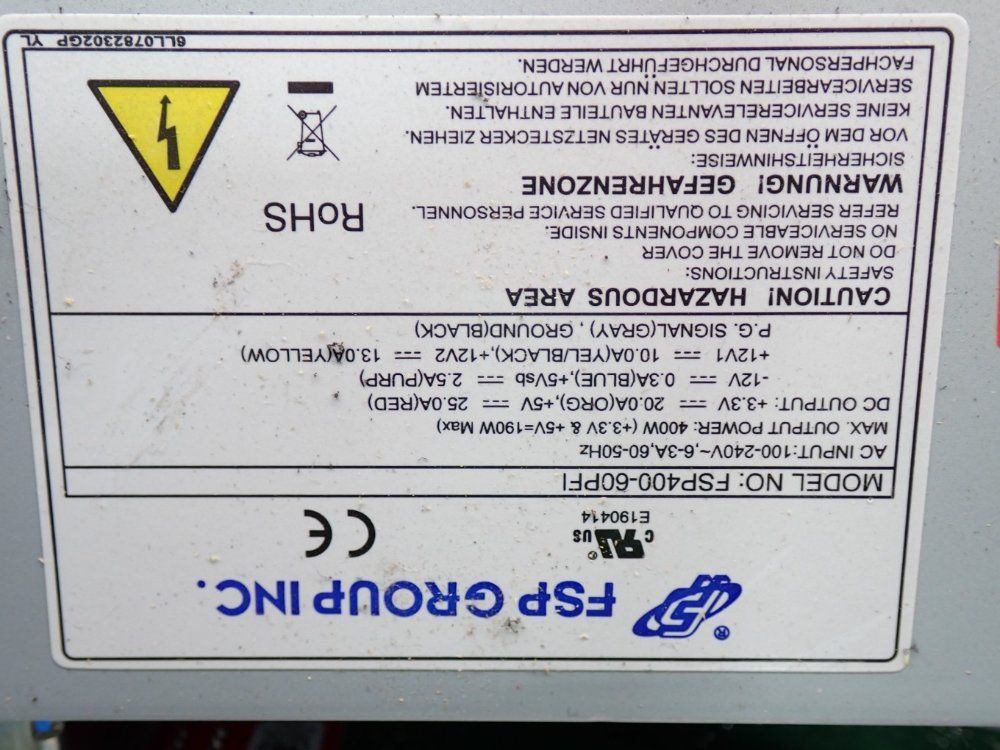 FSP GROUP INC.
®
c UR us
E190414
CE
MODEL NO: FSP400-60PFI
AC INPUT:100-240V~,6-3A,60-50Hz
MAX. OUTPUT POWER: 400W (+3.3V & +5V=190W Max)
DC OUTPUT: +3.3V ⎓ 20.0A(ORG),+5V ⎓ 25.0A(RED)
-12V ⎓ 0.3A(BLUE),+5Vsb ⎓ 2.5A(PURP)
+12V1 ⎓ 10.0A(YEL/BLACK),+12V2 ⎓ 13.0A(YELLOW)
P.G. SIGNAL(GRAY) , GROUND(BLACK)
CAUTION! HAZARDOUS AREA
SAFETY INSTRUCTIONS:
DO NOT REMOVE THE COVER
NO SERVICEABLE COMPONENTS INSIDE.
REFER SERVICING TO QUALIFIED SERVICE PERSONNEL.
WARNUNG! GEFAHRENZONE
SICHERHEITSHINWEISE:
VOR DEM ÖFFNEN DES GERÄTES NETZSTECKER ZIEHEN.
KEINE SERVICERELEVANTEN BAUTEILE ENTHALTEN.
SERVICEARBEITEN SOLLTEN NUR VON AUTORISIERTEM
FACHPERSONAL DURCHGEFÜHRT WERDEN.
RoHS
6LL0782302GP YL